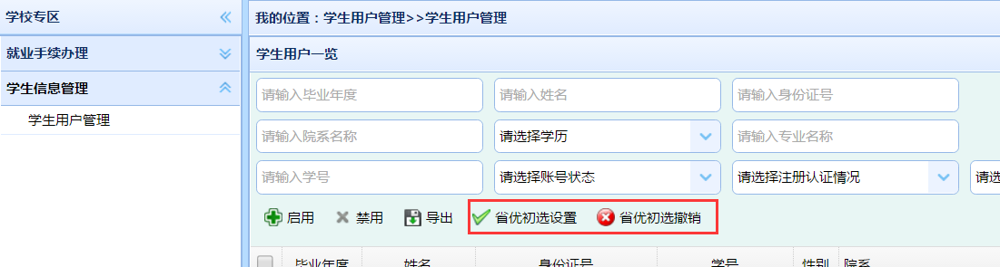 学校专区
就业手续办理
学生信息管理
学生用户管理
我的位置：学生用户管理>>学生用户管理
学生用户一览
请输入毕业年度 请输入姓名 请输入身份证号
请输入院系名称 请选择学历 请输入专业名称
请输入学号 请选择账号状态 请选择注册认证情况 请选
启用 禁用 导出 省优初选设置 省优初选撤销
毕业年度 姓名 身份证号 学号 性别 院系